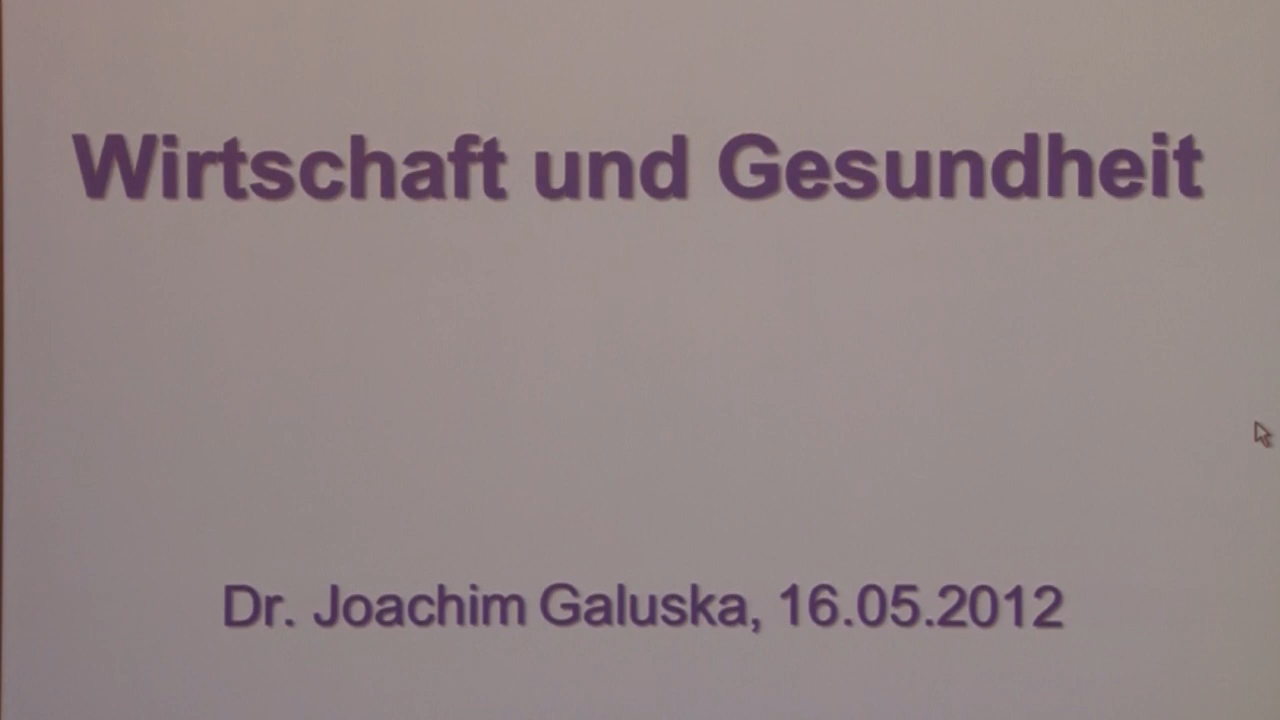 Wirtschaft und Gesundheit
Dr. Joachim Galuska, 16.05.2012